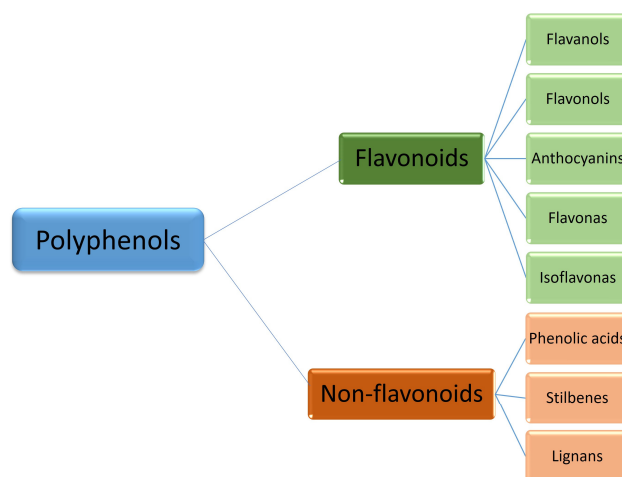 Polyphenols
Flavonoids
Flavanols
Flavonols
Anthocyanins
Flavonas
Isoflavonas
Non-flavonoids
Phenolic acids
Stilbenes
Lignans